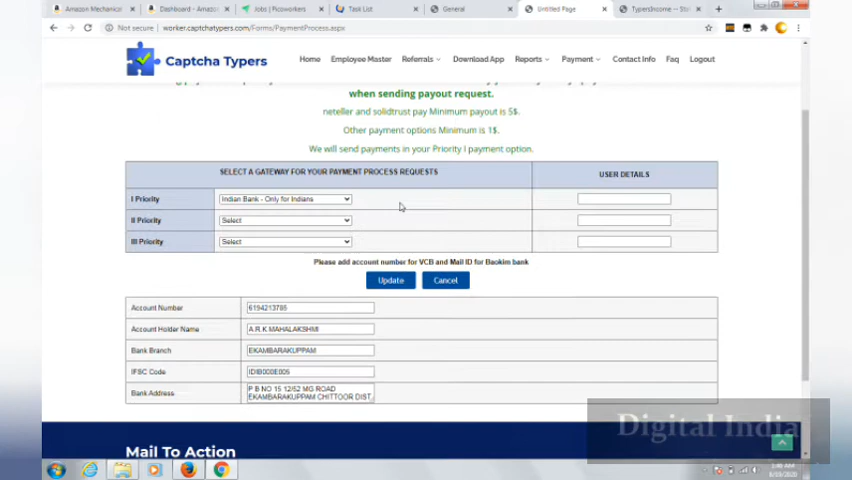 Amazon Mechanica
Dashboard - Amazo
Jobs | Picoworkers
Task List
General
Untitled Page
TypersIncome
Not secure | worker.captchatypers.com/Forms/PaymentProcess.aspx
Captcha Typers
Home
Employee Master
Referrals
Download App
Reports
Payment
Contact Info
Faq
Logout
when sending payout request.
neteller and solidtrust pay Minimum payout is 5$.
Other payment options Minimum is 1$.
We will send payments in your Priority I payment option.
SELECT A GATEWAY FOR YOUR PAYMENT PROCESS REQUESTS
USER DETAILS
I Priority
Indian Bank - Only for Indians
II Priority
Select
III Priority
Select
Please add account number for VCB and Mail ID for Baokim bank
Update
Cancel
Account Number
6194213785
Account Holder Name
A.R.K MAHALAKSHMI
Bank Branch
EKAMBARAKUPPAM
IFSC Code
IDIB000E005
Bank Address
P B NO 15 12/52 MG ROAD
EKAMBARAKUPPAM CHITTOOR DIST,
Digital India
Mail To Action